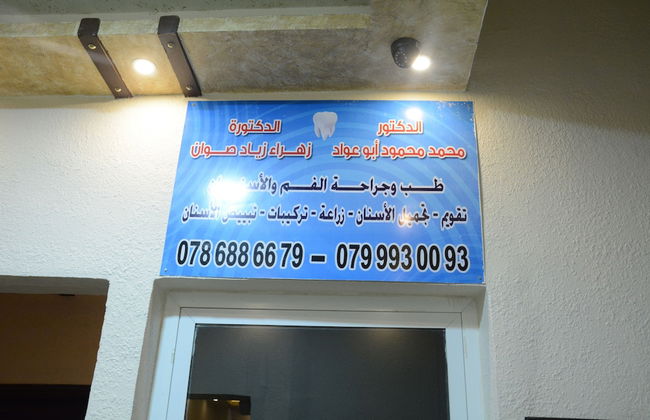 الدكتور الدكتورة
محمد محمود أبو عواد زهراء زياد صوان
طب وجراحة الفم والأسنان
تقويم - تجميل الأسنان - زراعة - تركيبات - تبييض الأسنان
078 688 66 79 - 079 993 00 93